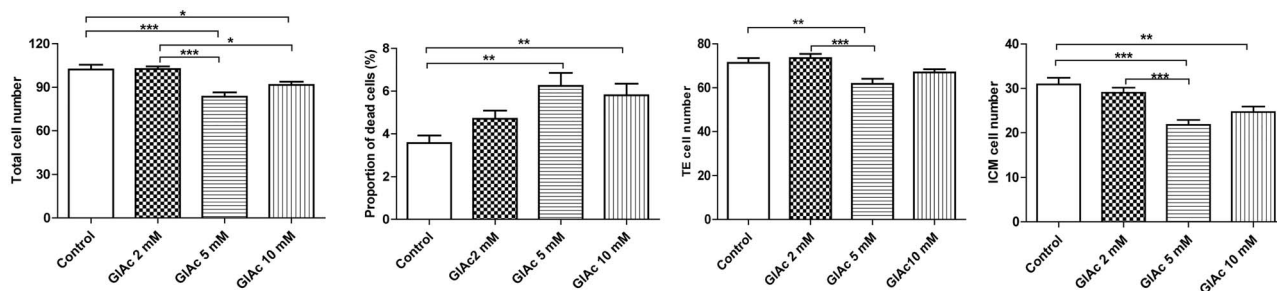 *
***
*
***
120
90
60
30
0
Total cell number
Control
GlAc 2 mM
GlAc 5 mM
GlAc 10 mM
**
**
8
6
4
2
0
Proportion of dead cells (%)
Control
GlAc2 mM
GlAc 5 mM
GlAc 10 mM
**
***
80
60
40
20
0
TE cell number
Control
GlAc 2 mM
GlAc 5 mM
GlAc10 mM
**
***
***
40
30
20
10
0
ICM cell number
Control
GlAc 2 mM
GlAc 5 mM
GlAc 10 mM